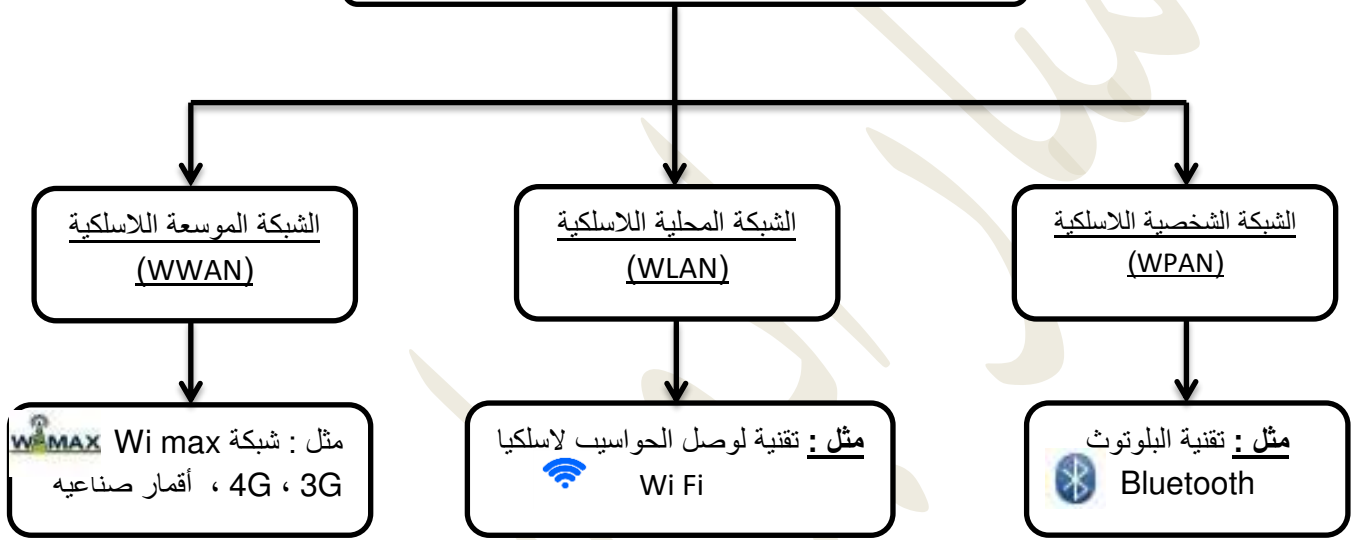 الشبكة الشخصية اللاسلكية
(WPAN)
الشبكة المحلية اللاسلكية
(WLAN)
الشبكة الموسعة اللاسلكية
(WWAN)
مثل : تقنية البلوتوث
Bluetooth
مثل : تقنية لوصل الحواسيب لاسلكيا
Wi Fi
مثل : شبكة Wi max WiMAX
3G ، 4G ، أقمار صناعيه